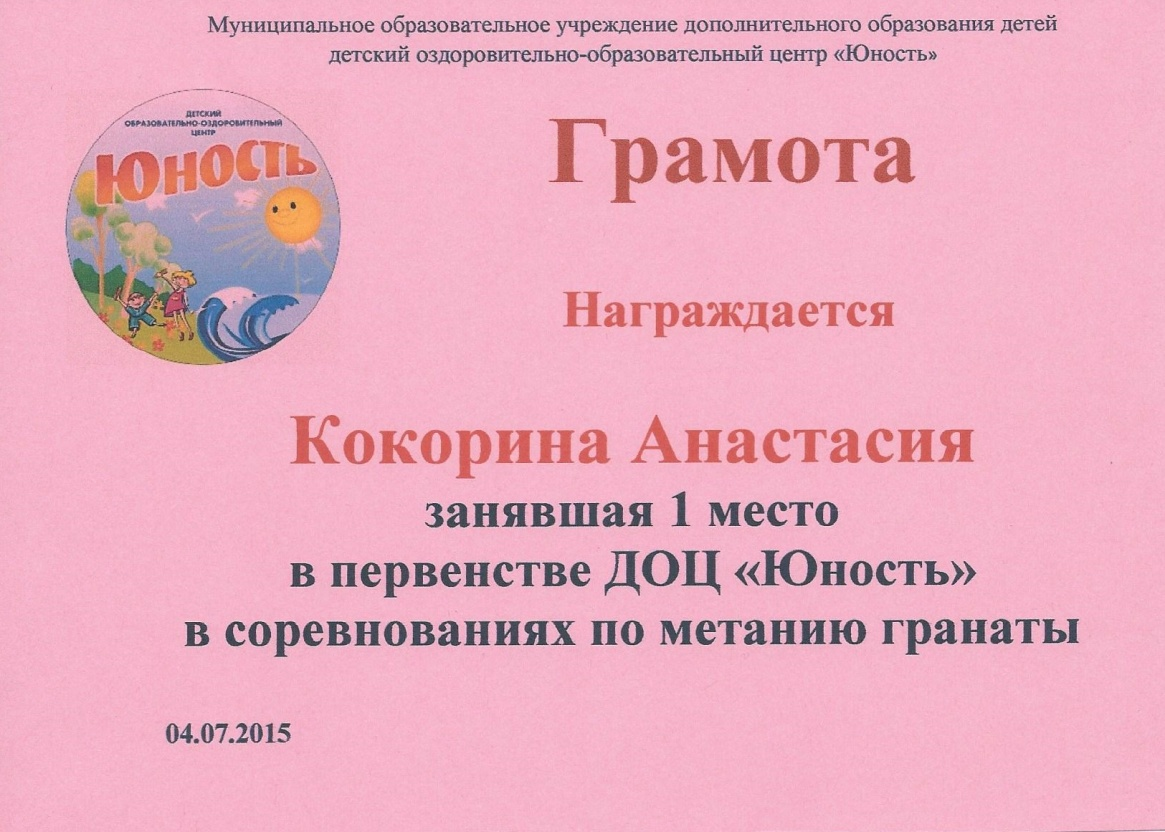 Муниципальное образовательное учреждение дополнительного образования детей
детский оздоровительно-образовательный центр «Юность»
ДЕТСКИЙ
ОБРАЗОВАТЕЛЬНО-ОЗДОРОВИТЕЛЬНЫЙ
ЦЕНТР
Юность
Грамота
Награждается
Кокорина Анастасия
занявшая 1 место
в первенстве ДОЦ «Юность»
в соревнованиях по метанию гранаты
04.07.2015